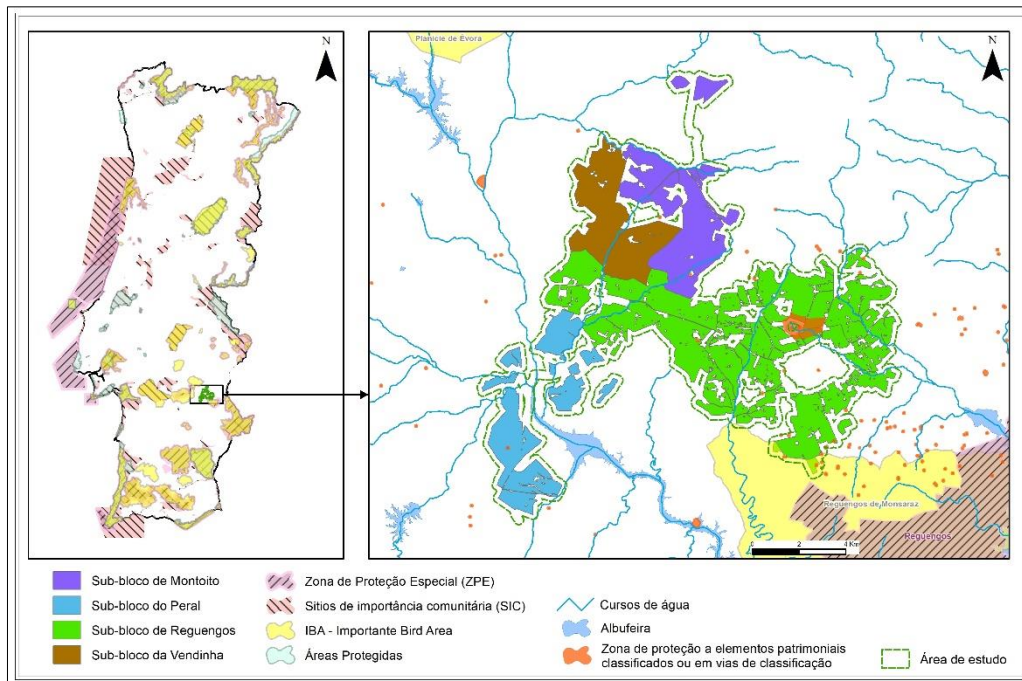 N
N
Planície de Évora
Reguengos de Monsaraz
Reguengos
0 2 4 Km
Sub-bloco de Montoito
Sub-bloco do Peral
Sub-bloco de Reguengos
Sub-bloco da Vendinha
Zona de Proteção Especial (ZPE)
Sitios de importância comunitária (SIC)
IBA - Importante Bird Area
Áreas Protegidas
Cursos de água
Albufeira
Zona de proteção a elementos patrimoniais
classificados ou em vias de classificação
Área de estudo